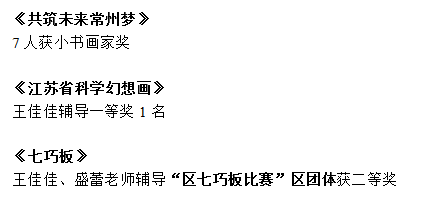 《共筑未来常州梦》
7 人获小书画家奖
《江苏省科学幻想画》
王佳佳辅导一等奖 1 名
《七巧板》
王佳佳、盛蕾老师辅导“区七巧板比赛”区团体获二等奖